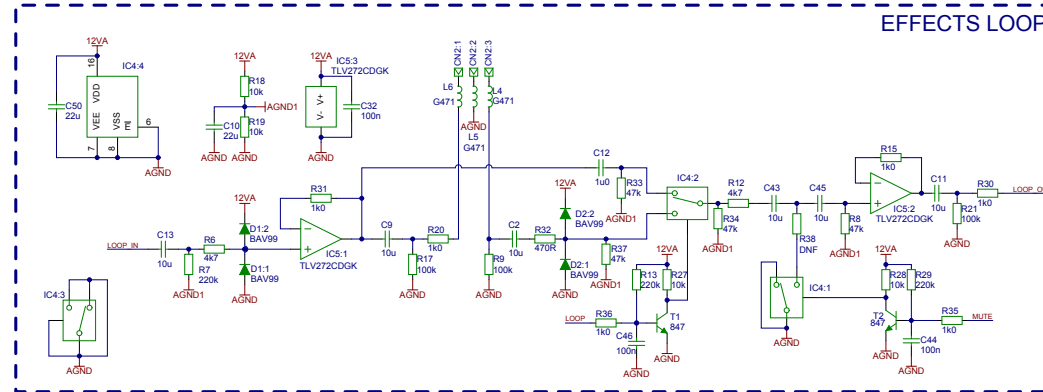 EFFECTS LOOP
12VA
16
IC4:4
VDD
VEE
VSS
6
7
8
C50
22u
AGND
AGND
12VA
R18
10k
AGND1
R19
10k
C10
22u
AGND
AGND
12VA
IC5:3
TLV272CDGK
V+
V-
C32
100n
AGND
CN2:1
CN2:2
CN2:3
L6
G471
L4
G471
AGND
L5
G471
LOOP_IN
C13
10u
R6
4k7
R7
220k
AGND1
12VA
D1:2
BAV99
D1:1
BAV99
AGND
R31
1k0
IC5:1
TLV272CDGK
C9
10u
R17
100k
AGND
R20
1k0
R9
100k
AGND
C2
10u
R32
470R
12VA
D2:2
BAV99
D2:1
BAV99
AGND
C12
1u0
R33
47k
AGND1
R37
47k
AGND1
IC4:2
R12
4k7
R34
47k
AGND1
C43
10u
C45
10u
R38
DNF
R8
47k
AGND1
R15
1k0
IC5:2
TLV272CDGK
C11
10u
R21
100k
AGND
R30
1k0
IC4:3
AGND
LOOP
R36
1k0
C46
100n
AGND
R13
220k
12VA
R27
10k
T1
847
AGND
IC4:1
AGND
12VA
R28
10k
R29
220k
T2
847
AGND
C44
100n
AGND
R35
1k0
MUTE